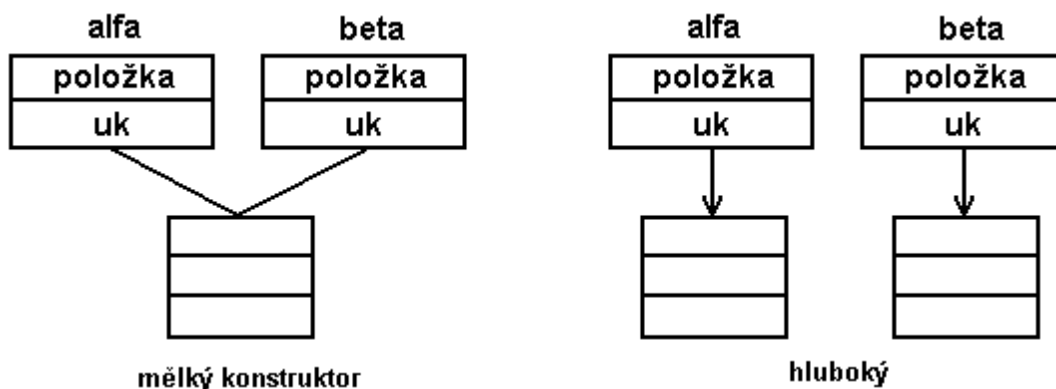 alfa
beta
položka
položka
uk
uk
mělký konstruktor
alfa
beta
položka
položka
uk
uk
hluboký